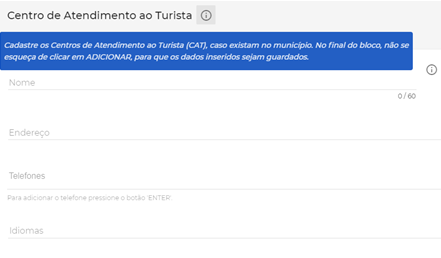 Centro de Atendimento ao Turista
Cadastre os Centros de Atendimento ao Turista (CAT), caso existam no município. No final do bloco, não se
esqueça de clicar em ADICIONAR, para que os dados inseridos sejam guardados.
Nome
0 / 60
Endereço
Telefones
Para adicionar o telefone pressione o botão 'ENTER'
Idiomas